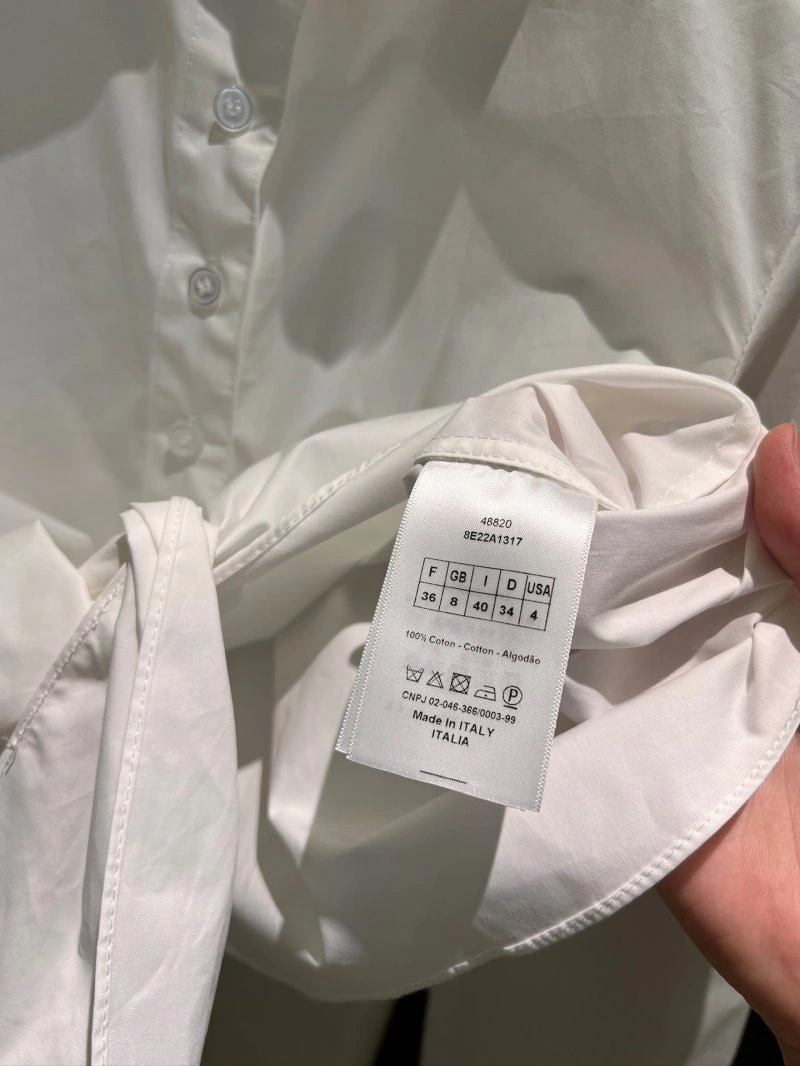 46820
8E22A1317
F GB I D USA
36 8 40 34 4
100% Coton - Cotton - Algodão
P
CNPJ 02-046-366/0003-99
Made In ITALY
ITALIA